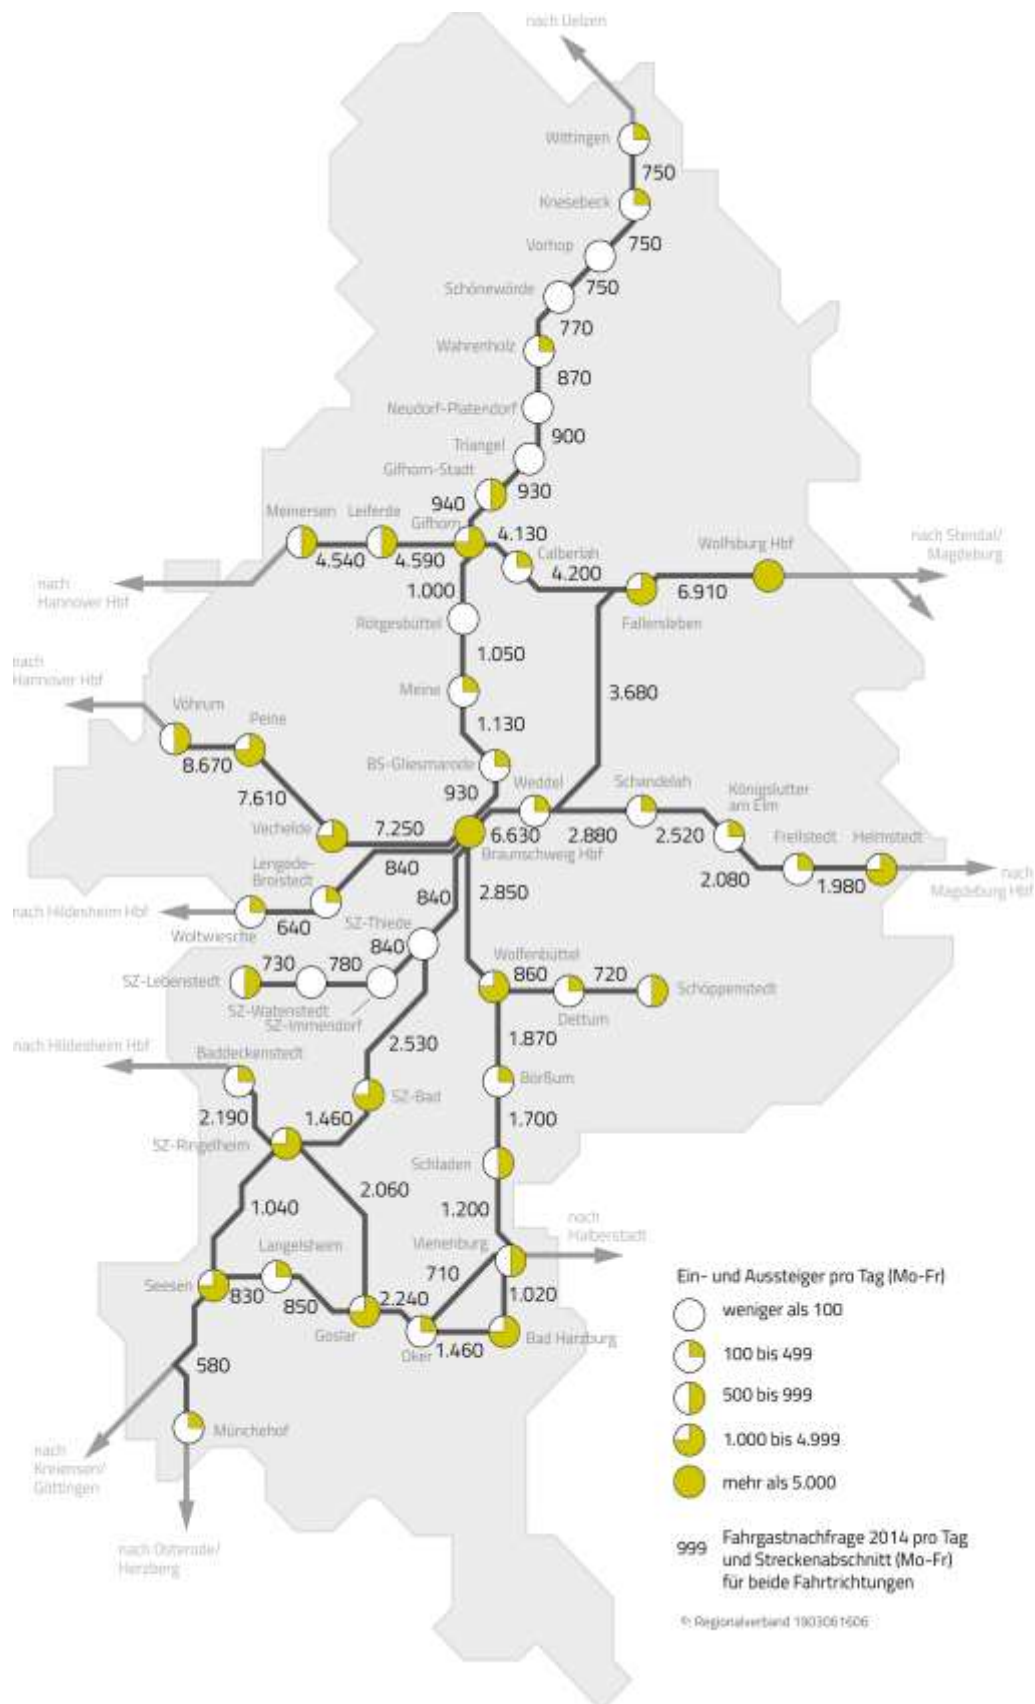 nach Uelzen
Wittingen
750
Knesebeck
750
Vorhop
750
Schönewörde
770
Wahrenholz
870
Neudorf-Platendorf
900
Triangel
Gifhorn-Stadt
930
940
Meinersen
Leiferde
Gifhorn
4.130
4.540
4.590
Calberlah
4.200
Wolfsburg Hbf
nach Stendal/
Magdeburg
nach
Hannover Hbf
1.000
6.910
Fallersleben
Rötgesbüttel
1.050
nach
Hannover Hbf
Meine
3.680
Vöhrum
Peine
1.130
8.670
BS-Gliesmarode
7.610
930
Weddel
Schandelah
Königslutter
am Elm
Vechelde
7.250
6.630
2.880
2.520
Frellstedt
Helmstedt
Braunschweig Hbf
Lengede-
Broistedt
840
2.080
1.980
nach
Magdeburg Hbf
840
2.850
nach Hildesheim Hbf
Woltwiesche
640
SZ-Thiede
840
SZ-Lebenstedt
730
780
Wolfenbüttel
860
720
Schöppenstedt
SZ-Watenstedt
SZ-Immendorf
Dettum
nach Hildesheim Hbf
Baddeckenstedt
2.530
1.870
Börßum
2.190
1.460
SZ-Bad
1.700
SZ-Ringelheim
Schladen
1.040
2.060
1.200
nach
Halberstadt
Langelsheim
Vienenburg
710
Seesen
830
850
2.240
1.020
Goslar
Oker
1.460
Bad Harzburg
580
Münchehof
nach
Kreiensen/
Göttingen
nach Osterode/
Herzberg
Ein- und Aussteiger pro Tag (Mo-Fr)
weniger als 100
100 bis 499
500 bis 999
1.000 bis 4.999
mehr als 5.000
999 Fahrgastnachfrage 2014 pro Tag
und Streckenabschnitt (Mo-Fr)
für beide Fahrtrichtungen
© Regionalverband 1903061606